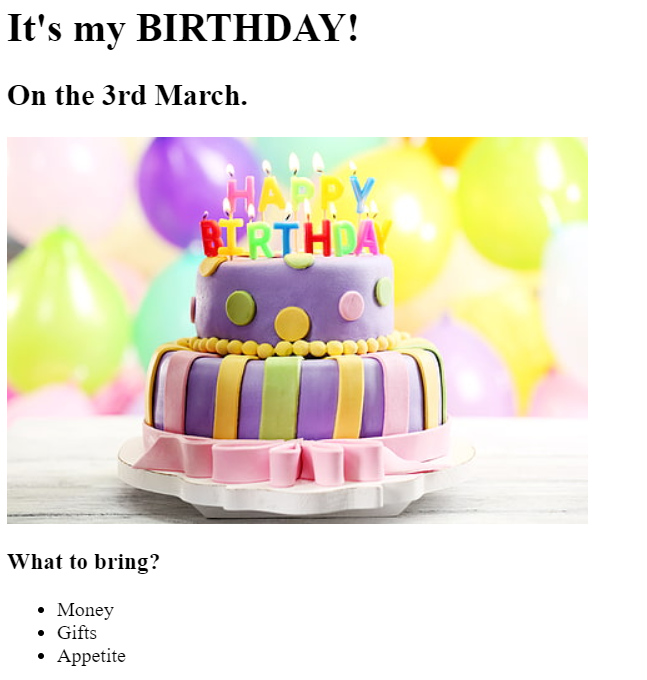 It's my BIRTHDAY!
On the 3rd March.
HAPPY
BIRTHDAY
What to bring?
Money
Gifts
Appetite